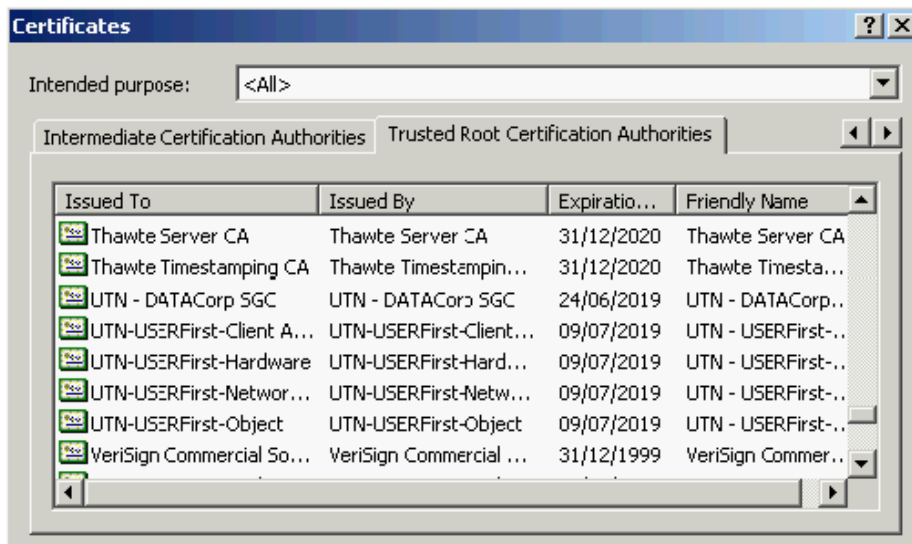 Certificates
Intended purpose: <All>
Intermediate Certification Authorities Trusted Root Certification Authorities
Issued To Issued By Expiratio... Friendly Name
Thawte Server CA Thawte Server CA 31/12/2020 Thawte Server CA
Thawte Timestamping CA Thawte Timestampin... 31/12/2020 Thawte Timesta...
UTN - DATACorp SGC UTN - DATACorp SGC 24/06/2019 UTN - DATACorp...
UTN-USERFirst-Client A... UTN-USERFirst-Client... 09/07/2019 UTN - USERFirst-...
UTN-USERFirst-Hardware UTN-USERFirst-Hard... 09/07/2019 UTN - USERFirst-...
UTN-USERFirst-Networ... UTN-USERFirst-Netw... 09/07/2019 UTN - USERFirst-...
UTN-USERFirst-Object UTN-USERFirst-Object 09/07/2019 UTN - USERFirst-...
VeriSign Commercial So... VeriSign Commercial ... 31/12/1999 VeriSign Commer...